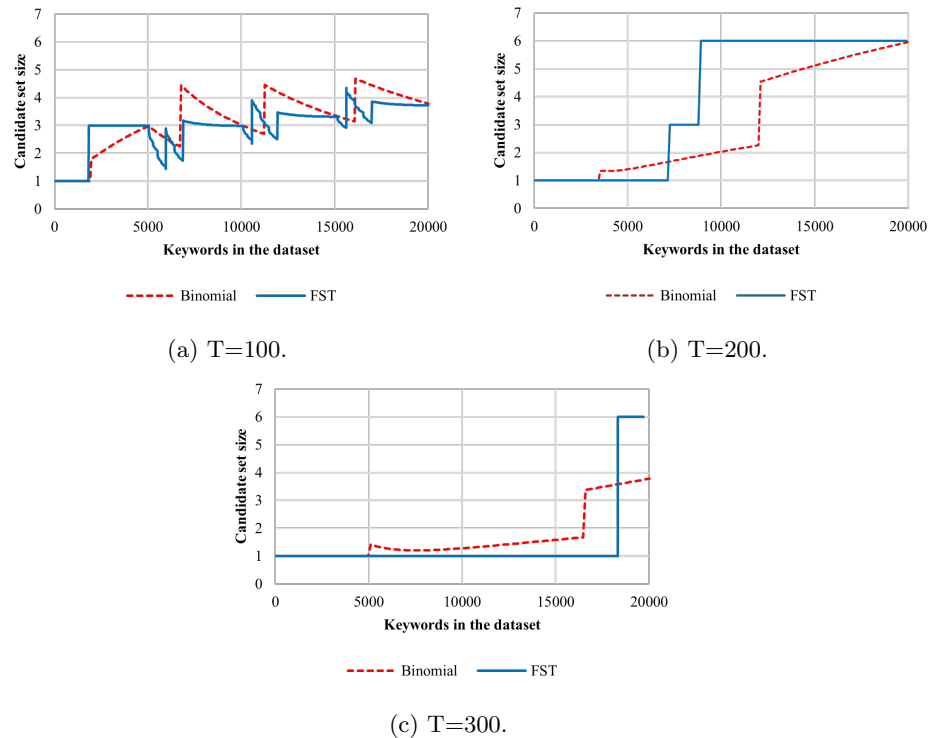 7
6
5
4
3
2
1
0
Candidate set size
0 5000 10000 15000 20000
Keywords in the dataset
Binomial FST
(a) T=100.
7
6
5
4
3
2
1
0
Candidate set size
0 5000 10000 15000 20000
Keywords in the dataset
Binomial FST
(b) T=200.
7
6
5
4
3
2
1
0
Candidate set size
0 5000 10000 15000 20000
Keywords in the dataset
Binomial FST
(c) T=300.